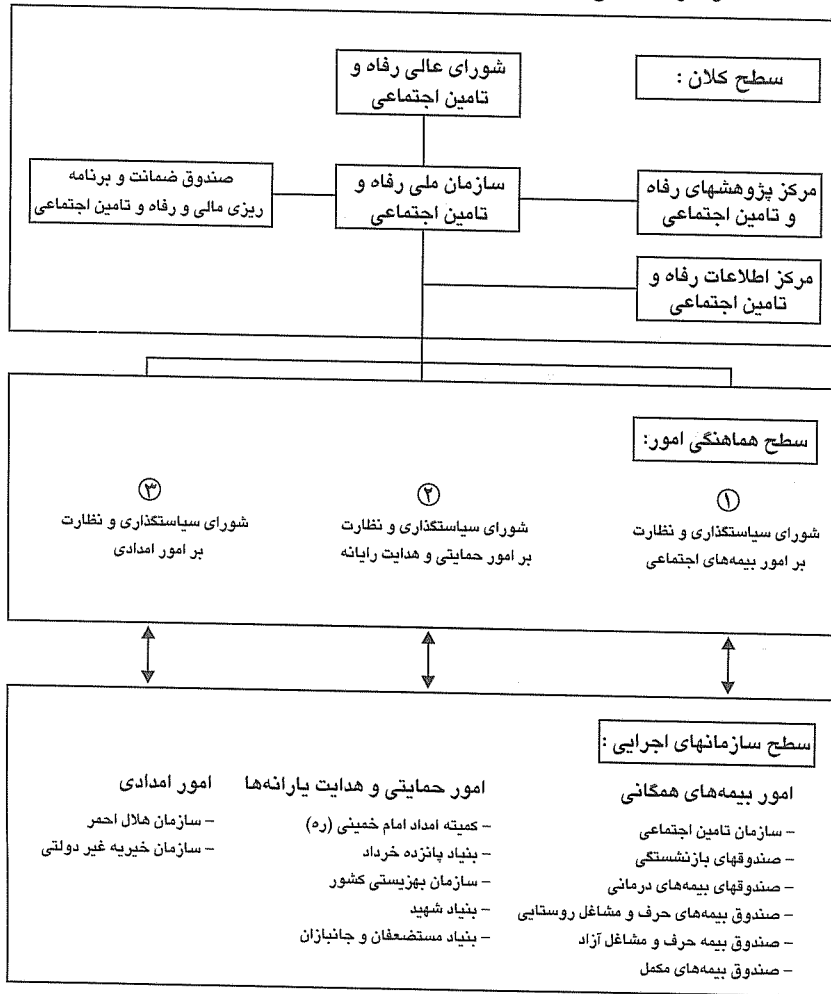 سطح کلان :
شورای عالی رفاه و
تامین اجتماعی
مرکز پژوهشهای رفاه
و تامین اجتماعی
سازمان ملی رفاه و
تامین اجتماعی
صندوق ضمانت و برنامه
ریزی مالی و رفاه و تامین اجتماعی
مرکز اطلاعات رفاه و
تامین اجتماعی
سطح هماهنگی امور:
۱
شورای سیاستگذاری و نظارت
بر امور بیمه‌های اجتماعی
۲
شورای سیاستگذاری و نظارت
بر امور حمایتی و هدایت رایانه
۳
شورای سیاستگذاری و نظارت
بر امور امدادی
سطح سازمانهای اجرایی :
امور بیمه‌های همگانی
– سازمان تامین اجتماعی
– صندوقهای بازنشستگی
– صندوقهای بیمه‌های درمانی
– صندوق بیمه‌های حرف و مشاغل روستایی
– صندوق بیمه حرف و مشاغل آزاد
– صندوق بیمه‌های مکمل
امور حمایتی و هدایت یارانه‌ها
– کمیته امداد امام خمینی (ره)
– بنیاد پانزده خرداد
– سازمان بهزیستی کشور
– بنیاد شهید
– بنیاد مستضعفان و جانبازان
امور امدادی
– سازمان هلال احمر
– سازمان خیریه غیر دولتی